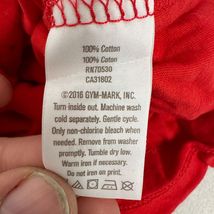 100% Cotton
100% Coton
RN70530
CA31802
©2016 GYM-MARK, INC.
Turn inside out. Machine wash
cold separately. Gentle cycle.
Only non-chlorine bleach when
needed. Remove from washer
promptly. Tumble dry low.
Warm iron if necessary.
Do not iron on print.